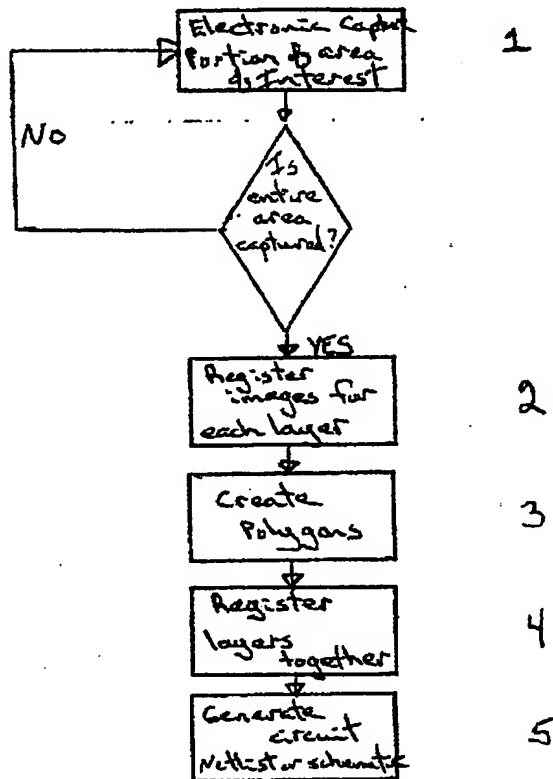 Electronic Capture
Portion of area
of Interest
1
No
Is
entire
area
captured?
YES
Register
images for
each layer
2
Create
Polygons
3
Register
layers
together
4
Generate
circuit
Netlist or schematic
5